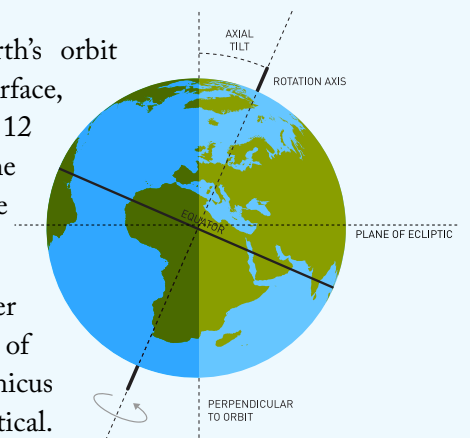 rth's orbit
rface,
12
ne
e
er
of
nicus
tical.
AXIAL
TILT
ROTATION AXIS
EQUATOR
PLANE OF ECLIPTIC
PERPENDICULAR
TO ORBIT